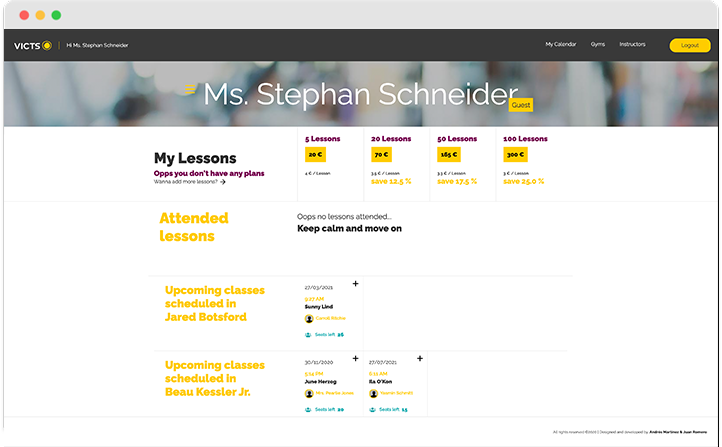 VICTS
Hi Ms. Stephan Schneider
My Calendar
Gyms
Instructors
Logout
Ms. Stephan Schneider
Guest
My Lessons
Opps you don't have any plans
Wanna add more lessons? →
5 Lessons
20 €
4 € / Lesson
20 Lessons
70 €
3.5 € / Lesson
save 12.5 %
50 Lessons
165 €
3.3 € / Lesson
save 17.5 %
100 Lessons
300 €
3 € / Lesson
save 25.0 %
Attended
lessons
Oops no lessons attended...
Keep calm and move on
Upcoming classes
scheduled in
Jared Botsford
27/03/2021
+
5:27 AM
Sunny Lind
Seats left 26
Upcoming classes
scheduled in
Beau Kessler Jr.
30/11/2020
+
5:14 PM
June Herzog
Mrs. Pearlie Jones
Seats left 20
27/07/2021
+
6:11 AM
Ila O'Kon
Seats left 15
All rights reserved ©2020 | Designed and developed by Andrés Martínez & Juan Romero